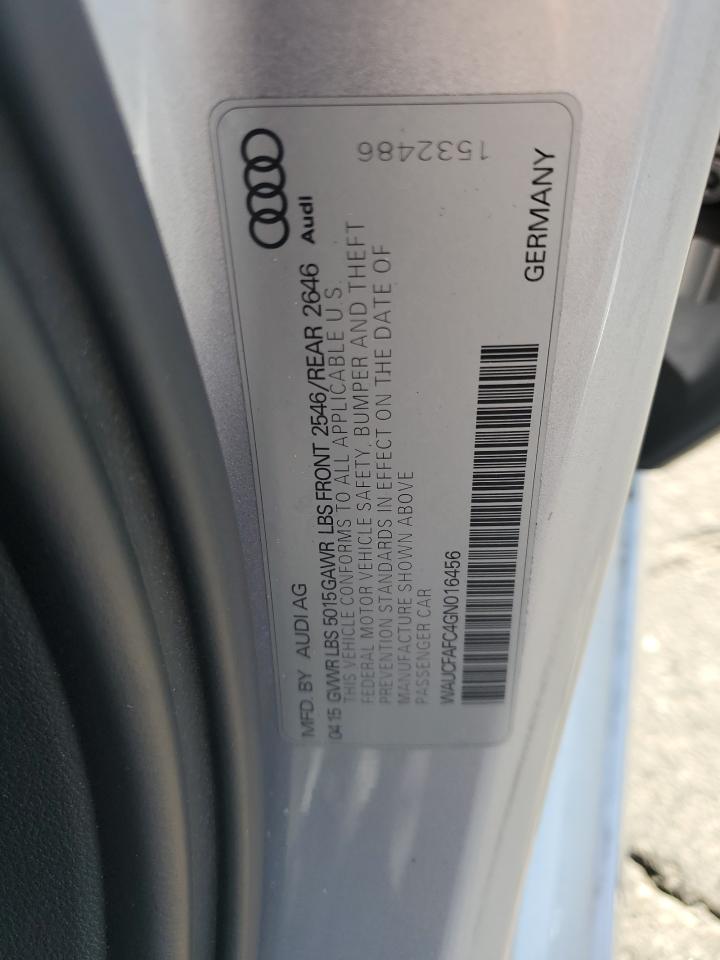 MFD. BY AUDI AG
Audi
04 15 GVWR LBS 5015 GAWR LBS FRONT 2546/REAR 2646
THIS VEHICLE CONFORMS TO ALL APPLICABLE U.S.
FEDERAL MOTOR VEHICLE SAFETY, BUMPER AND THEFT
PREVENTION STANDARDS IN EFFECT ON THE DATE OF
MANUFACTURE SHOWN ABOVE
PASSENGER CAR
1532486
WAUCFAFC4GN016456
GERMANY